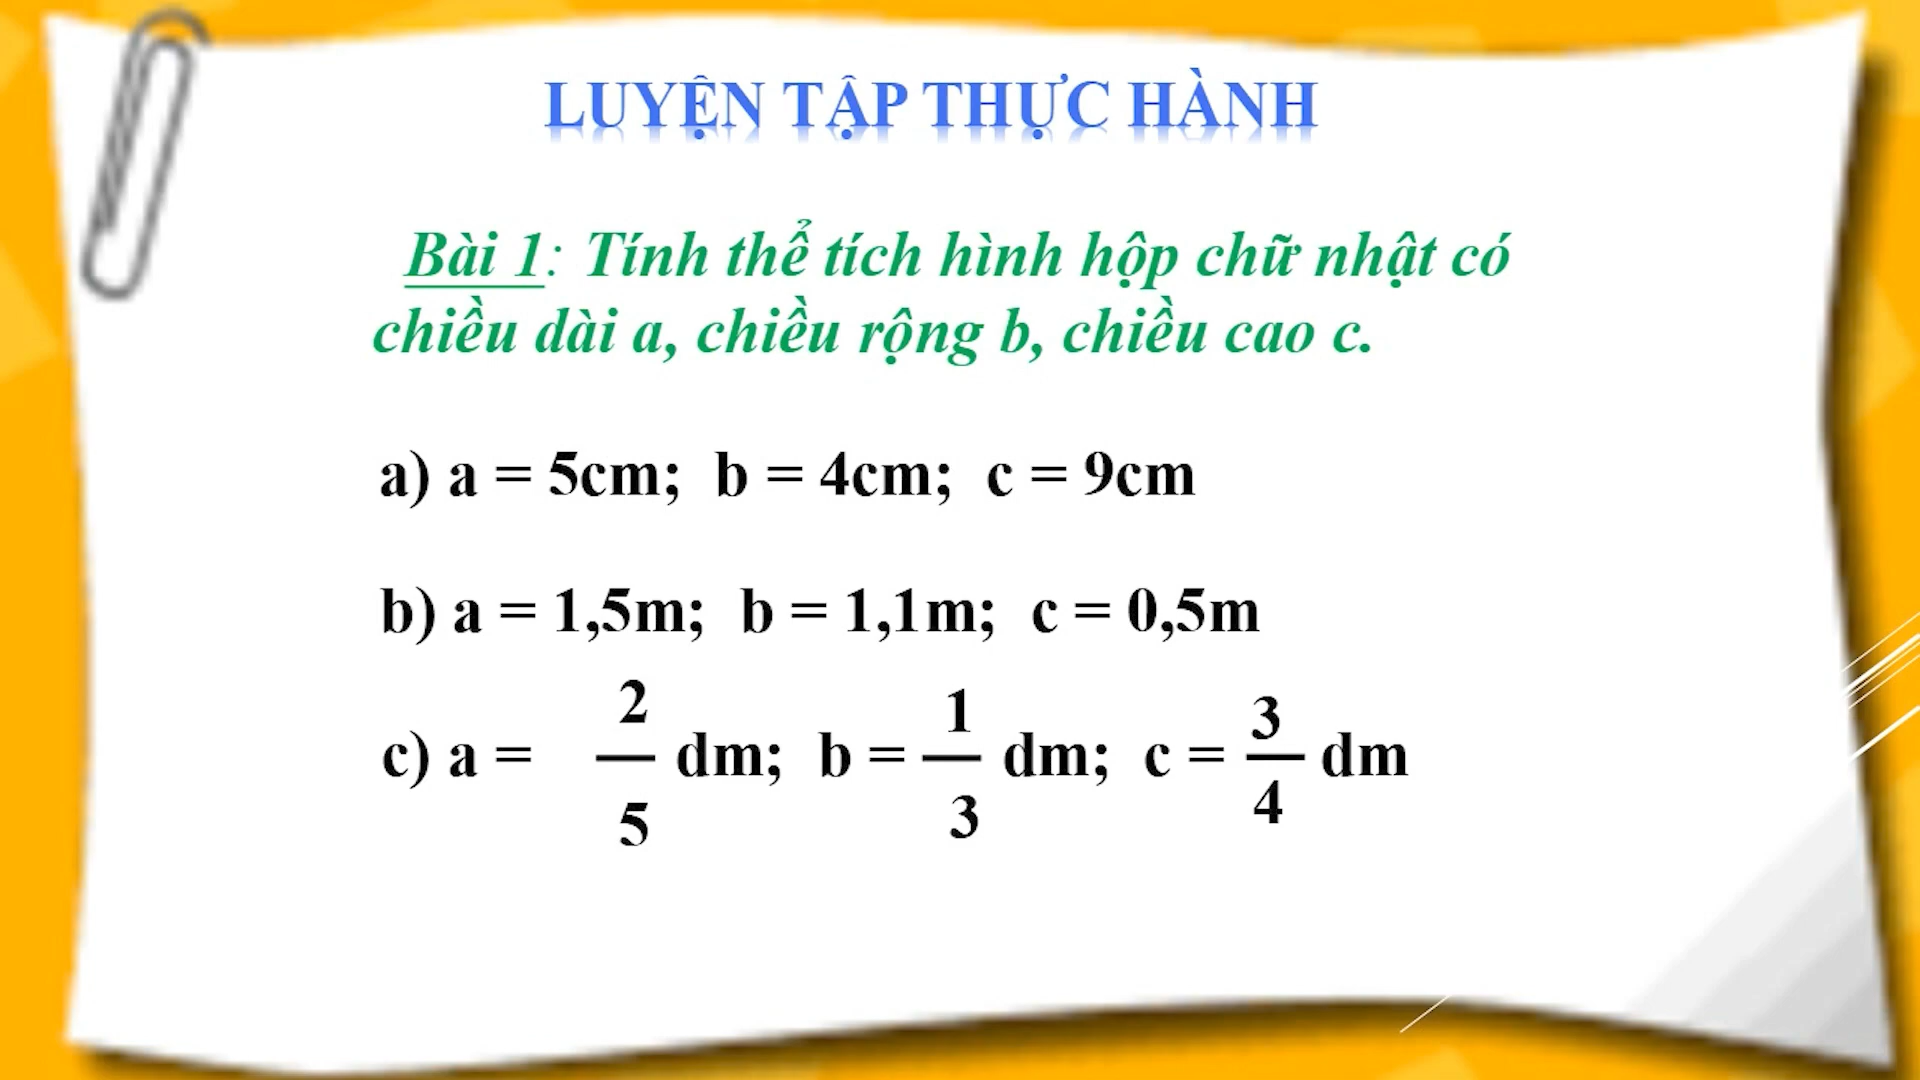 LUYỆN TẬP THỰC HÀNH
Bài 1: Tính thể tích hình hộp chữ nhật có
chiều dài a, chiều rộng b, chiều cao c.
a) a = 5cm; b = 4cm; c = 9cm
b) a = 1,5m; b = 1,1m; c = 0,5m
c) a = 2/5 dm; b = 1/3 dm; c = 3/4 dm